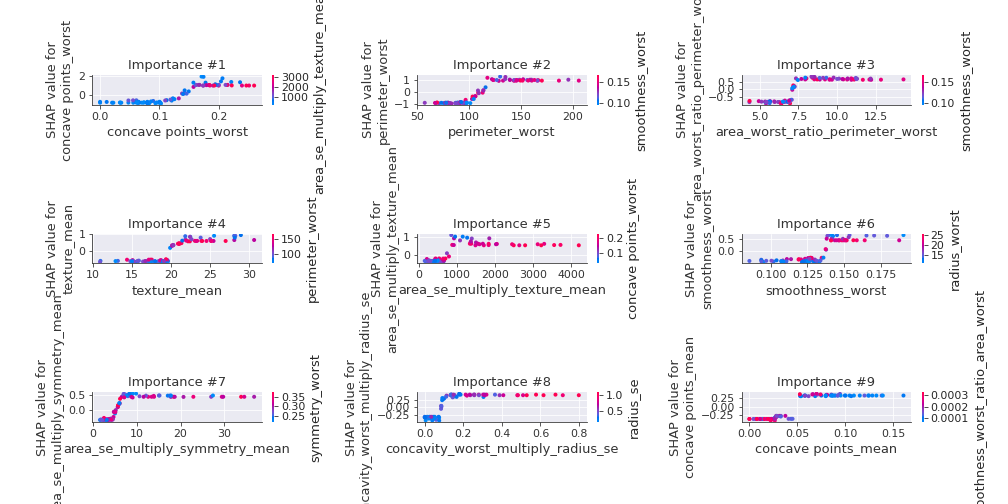 Importance #1
SHAP value for
concave points_worst
2
0
0.0
0.1
0.2
concave points_worst
3000
2000
1000
area_se_multiply_texture_mea
Importance #2
SHAP value for
perimeter_worst
1
0
−1
50
100
150
200
perimeter_worst
0.15
0.10
smoothness_worst
Importance #3
SHAP value for
area_worst_ratio_perimeter_wo
0.5
0.0
−0.5
5.0
7.5
10.0
12.5
area_worst_ratio_perimeter_worst
0.15
0.10
smoothness_worst
Importance #4
SHAP value for
texture_mean
1
0
10
15
20
25
30
texture_mean
150
100
perimeter_worst
Importance #5
SHAP value for
area_se_multiply_texture_mean
1
0
0
1000
2000
3000
4000
area_se_multiply_texture_mean
0.2
0.1
concave points_worst
Importance #6
SHAP value for
smoothness_worst
0.5
0.0
0.100
0.125
0.150
0.175
smoothness_worst
25
20
15
radius_worst
Importance #7
SHAP value for
ea_se_multiply_symmetry_mean
0.5
0.0
0
10
20
30
area_se_multiply_symmetry_mean
0.35
0.30
0.25
symmetry_worst
Importance #8
SHAP value for
cavity_worst_multiply_radius_se
0.25
0.00
−0.25
0.0
0.2
0.4
0.6
0.8
concavity_worst_multiply_radius_se
1.0
0.5
radius_se
Importance #9
SHAP value for
concave points_mean
0.25
0.00
−0.25
0.00
0.05
0.10
0.15
concave points_mean
0.0003
0.0002
0.0001
oothness_worst_ratio_area_worst